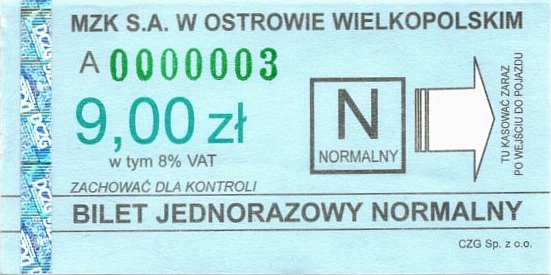 MZK S.A. W OSTROWIE WIELKOPOLSKIM
A 0000003
9,00 zł
w tym 8% VAT
N
NORMALNY
TU KASOWAĆ ZARAZ
PO WEJŚCIU DO POJAZDU
ZACHOWAĆ DLA KONTROLI
BILET JEDNORAZOWY NORMALNY
CZG Sp. z o.o.